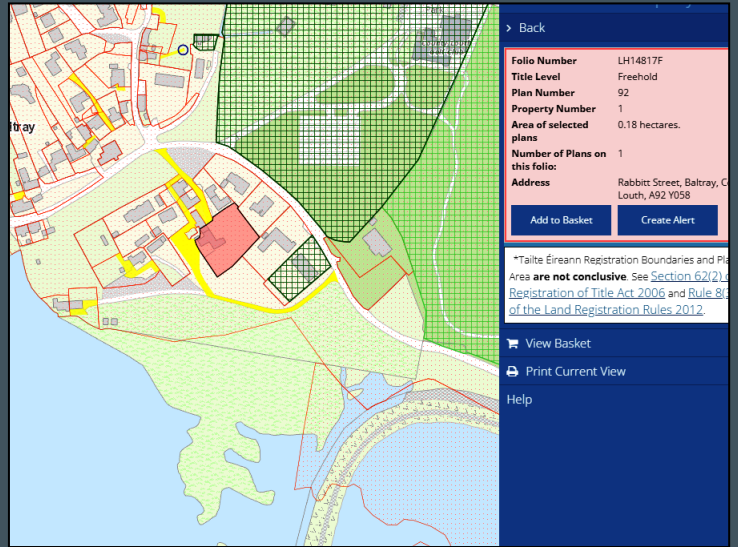 ltray
Back
Folio Number LH14817F
Title Level Freehold
Plan Number 92
Property Number 1
Area of selected 0.18 hectares.
plans
Number of Plans on 1
this folio:
Address Rabbitt Street, Baltray, C
Louth, A92 Y058
Add to Basket Create Alert
*Tailte Éireann Registration Boundaries and Pla
Area are not conclusive. See Section 62(2) o
Registration of Title Act 2006 and Rule 8(3
of the Land Registration Rules 2012.
View Basket
Print Current View
Help